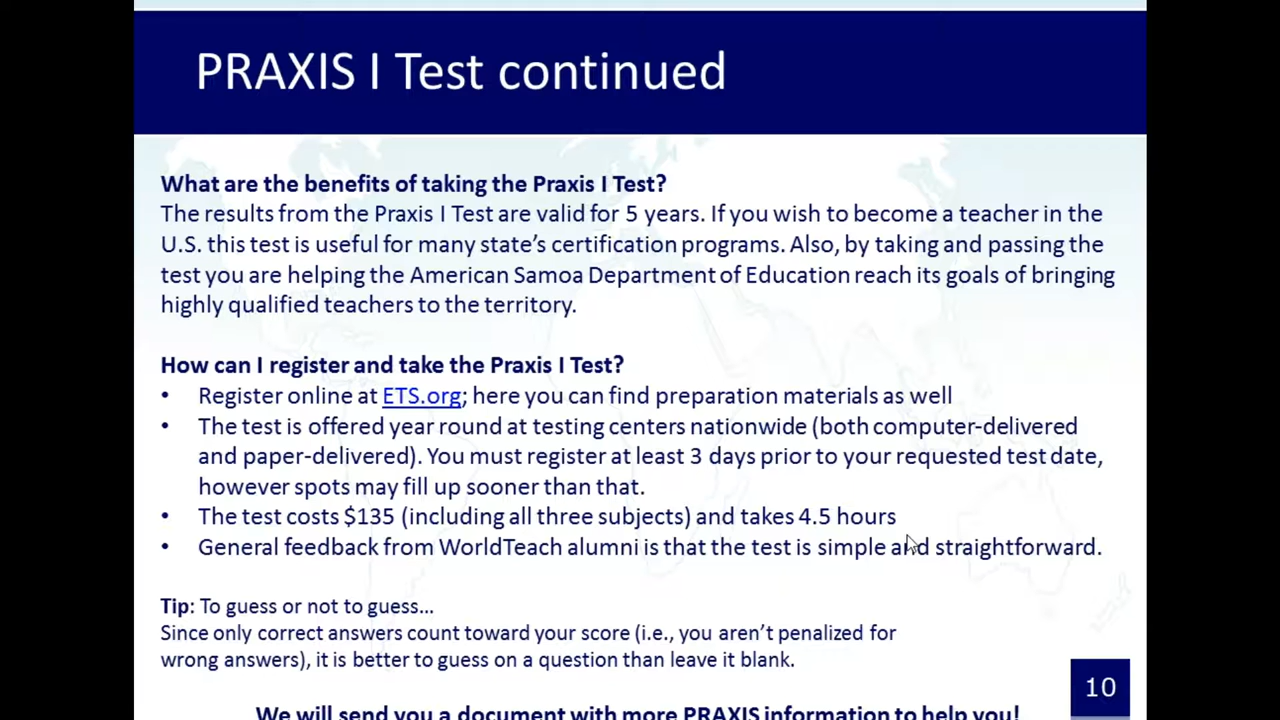 PRAXIS I Test continued
What are the benefits of taking the Praxis I Test?
The results from the Praxis I Test are valid for 5 years. If you wish to become a teacher in the
U.S. this test is useful for many state’s certification programs. Also, by taking and passing the
test you are helping the American Samoa Department of Education reach its goals of bringing
highly qualified teachers to the territory.
How can I register and take the Praxis I Test?
• Register online at ETS.org; here you can find preparation materials as well
• The test is offered year round at testing centers nationwide (both computer-delivered
and paper-delivered). You must register at least 3 days prior to your requested test date,
however spots may fill up sooner than that.
• The test costs $135 (including all three subjects) and takes 4.5 hours
• General feedback from WorldTeach alumni is that the test is simple and straightforward.
Tip: To guess or not to guess…
Since only correct answers count toward your score (i.e., you aren’t penalized for
wrong answers), it is better to guess on a question than leave it blank.
10
We will send you a document with more PRAXIS information to help you!